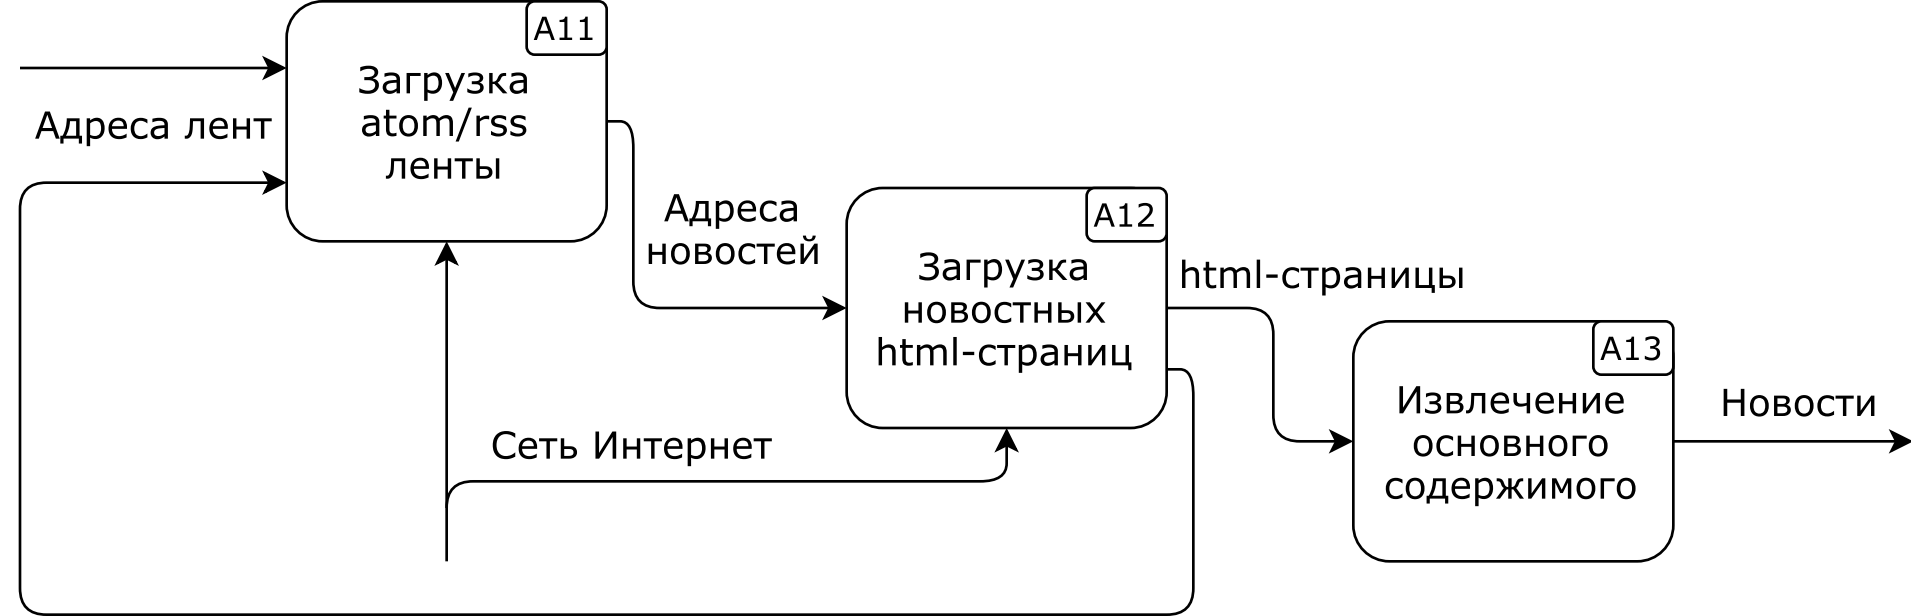 A11
Загрузка
atom/rss
ленты
Адреса лент
Адреса
новостей
A12
Загрузка
новостных
html-страниц
html-страницы
A13
Извлечение
основного
содержимого
Новости
Сеть Интернет